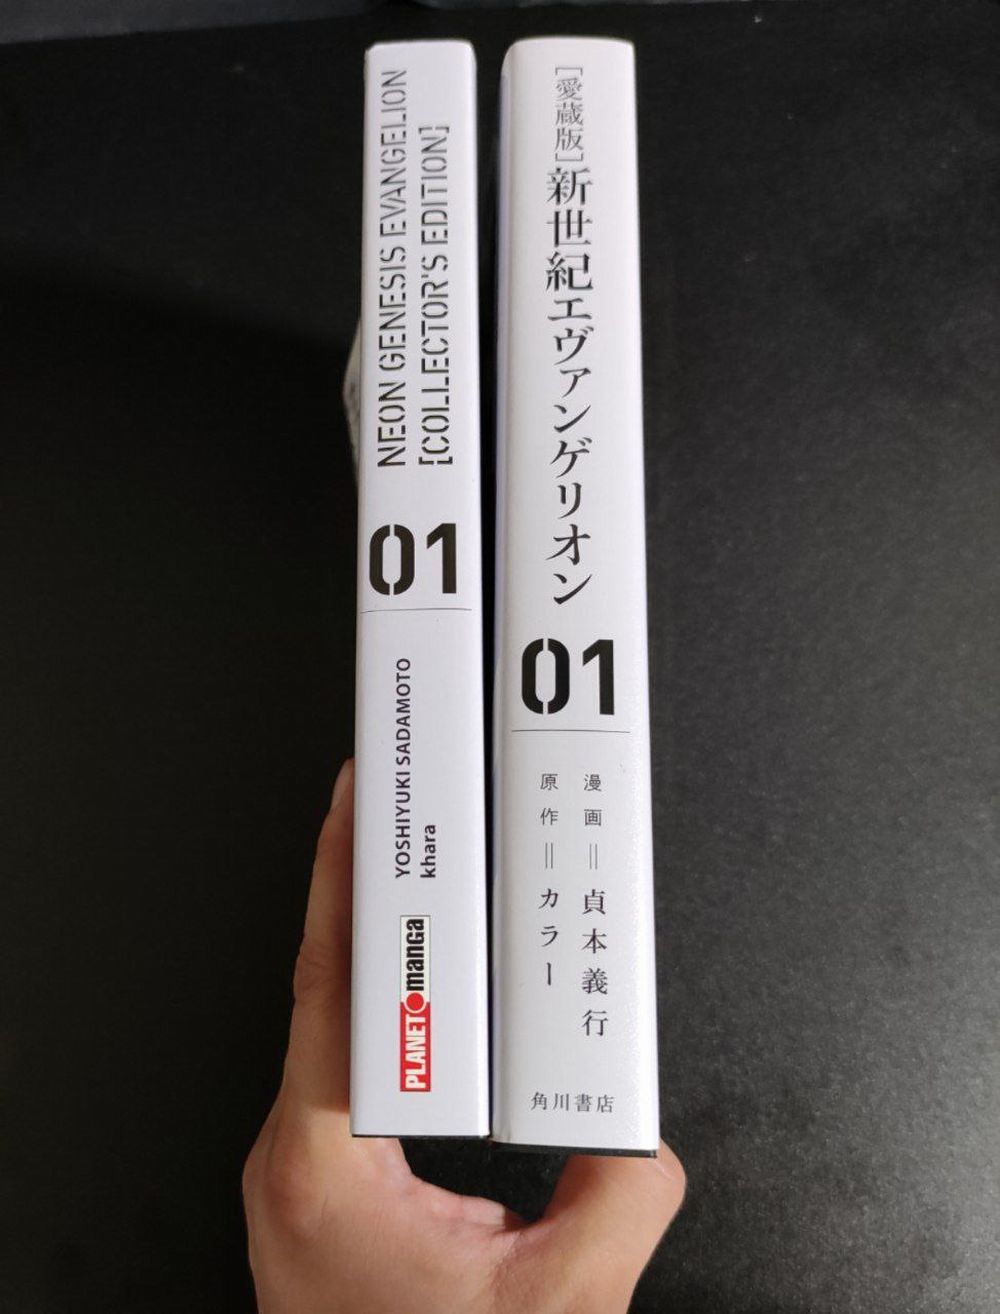 NEON GENESIS EVANGELION
[COLLECTOR'S EDITION]
01
YOSHIYUKI SADAMOTO
khara
PLANET manga
[愛蔵版]新世紀エヴァンゲリオン
01
漫画＝貞本義行
原作＝カラー
角川書店